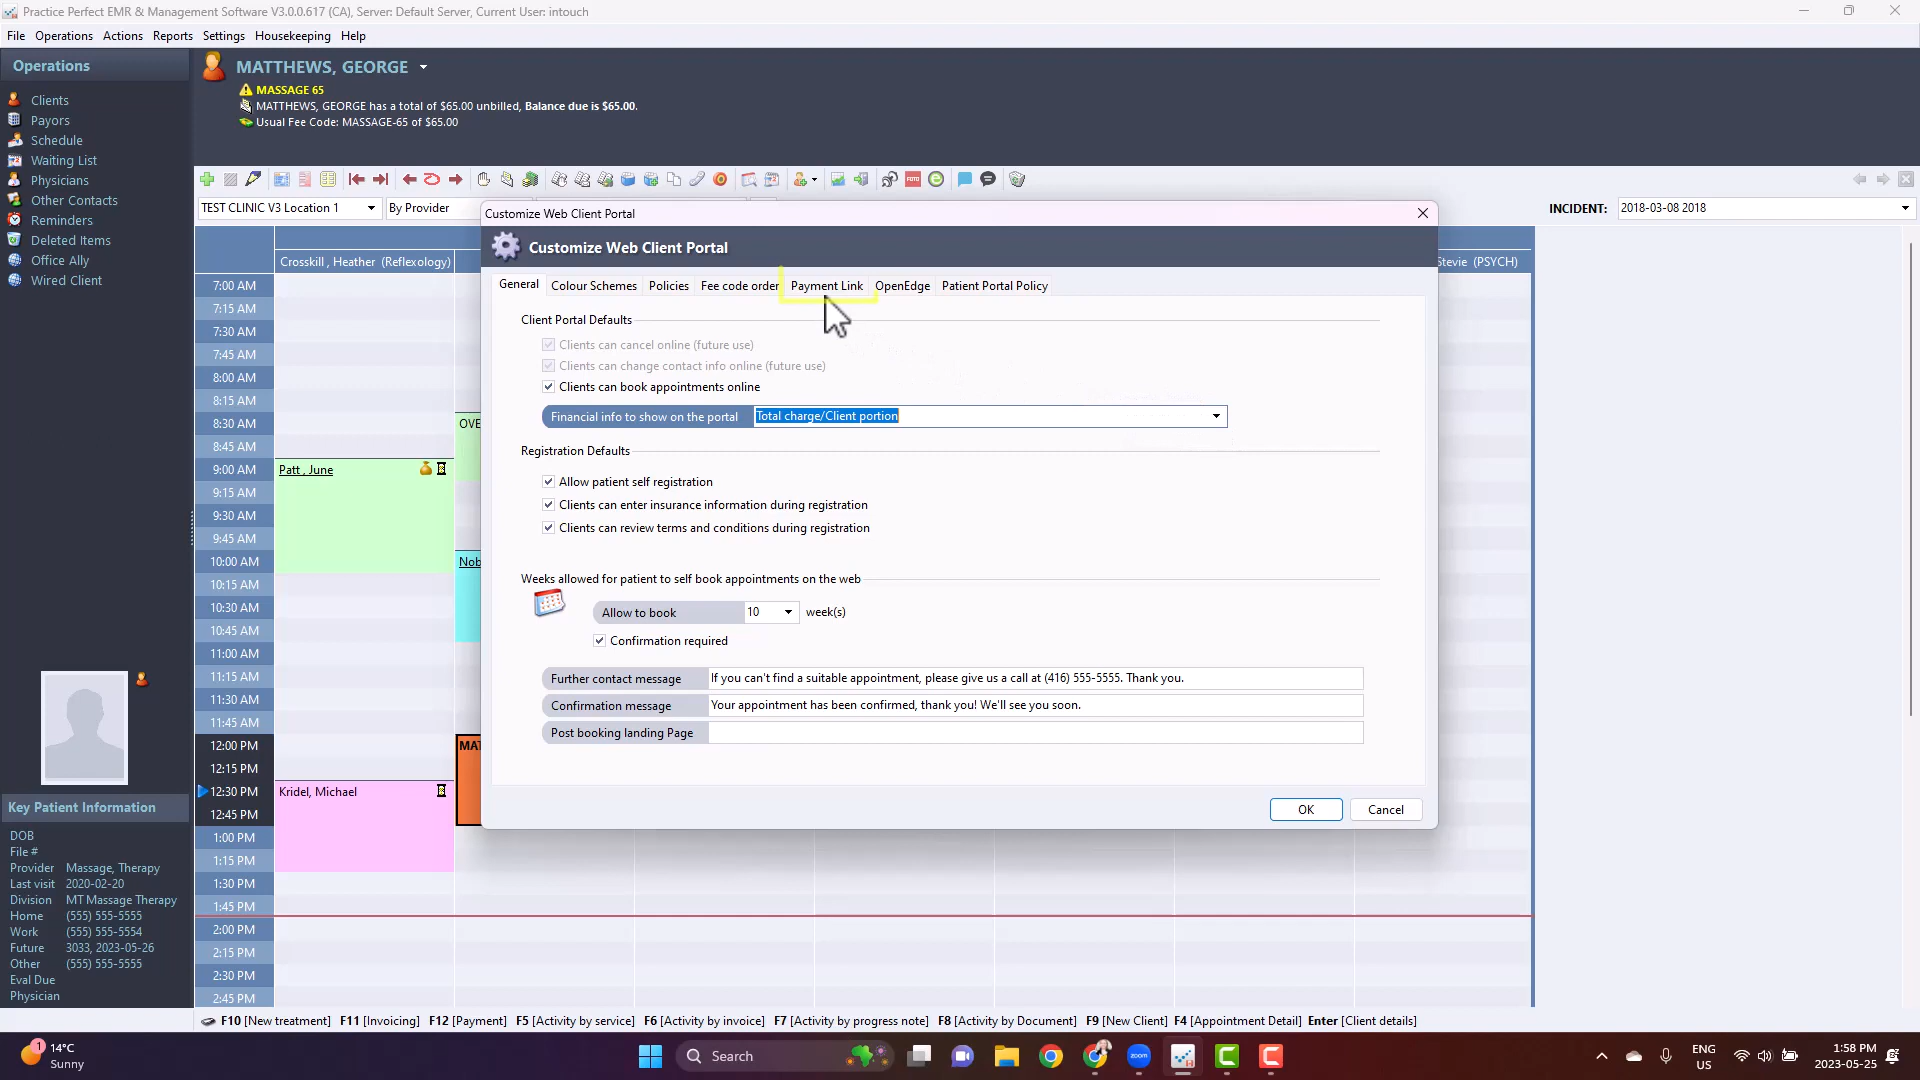 Practice Perfect EMR & Management Software V3.0.0.617 (CA), Server: Default Server, Current User: intouch
File Operations Actions Reports Settings Housekeeping Help
Operations
Clients
Payors
Schedule
Waiting List
Physicians
Other Contacts
Reminders
Deleted Items
Office Ally
Wired Client
MATTHEWS, GEORGE
MASSAGE 65
MATTHEWS, GEORGE has a total of $65.00 unbilled, Balance due is $65.00.
Usual Fee Code: MASSAGE-65 of $65.00
TEST CLINIC V3 Location 1 By Provider
INCIDENT: 2018-03-08 2018
Crosskill , Heather (Reflexology)
Stevie (PSYCH)
7:00 AM
7:15 AM
7:30 AM
7:45 AM
8:00 AM
8:15 AM
8:30 AM
8:45 AM
9:00 AM
9:15 AM
9:30 AM
9:45 AM
10:00 AM
10:15 AM
10:30 AM
10:45 AM
11:00 AM
11:15 AM
11:30 AM
11:45 AM
12:00 PM
12:15 PM
12:30 PM
12:45 PM
1:00 PM
1:15 PM
1:30 PM
1:45 PM
2:00 PM
2:15 PM
2:30 PM
2:45 PM
Patt , June
Kridel, Michael
OVE
Nob
MAT
Customize Web Client Portal
Customize Web Client Portal
General Colour Schemes Policies Fee code order Payment Link OpenEdge Patient Portal Policy
Client Portal Defaults
Clients can cancel online (future use)
Clients can change contact info online (future use)
Clients can book appointments online
Financial info to show on the portal Total charge/Client portion
Registration Defaults
Allow patient self registration
Clients can enter insurance information during registration
Clients can review terms and conditions during registration
Weeks allowed for patient to self book appointments on the web
Allow to book 10 week(s)
Confirmation required
Further contact message If you can't find a suitable appointment, please give us a call at (416) 555-5555. Thank you.
Confirmation message Your appointment has been confirmed, thank you! We'll see you soon.
Post booking landing Page
OK Cancel
Key Patient Information
DOB
File #
Provider Massage, Therapy
Last visit 2020-02-20
Division MT Massage Therapy
Home (555) 555-5555
Work (555) 555-5554
Future 3033, 2023-05-26
Other (555) 555-5555
Eval Due
Physician
F10 [New treatment] F11 [Invoicing] F12 [Payment] F5 [Activity by service] F6 [Activity by invoice] F7 [Activity by progress note] F8 [Activity by Document] F9 [New Client] F4 [Appointment Detail] Enter [Client details]
1
14°C
Sunny
Search
zoom
ENG
US
1:58 PM
2023-05-25